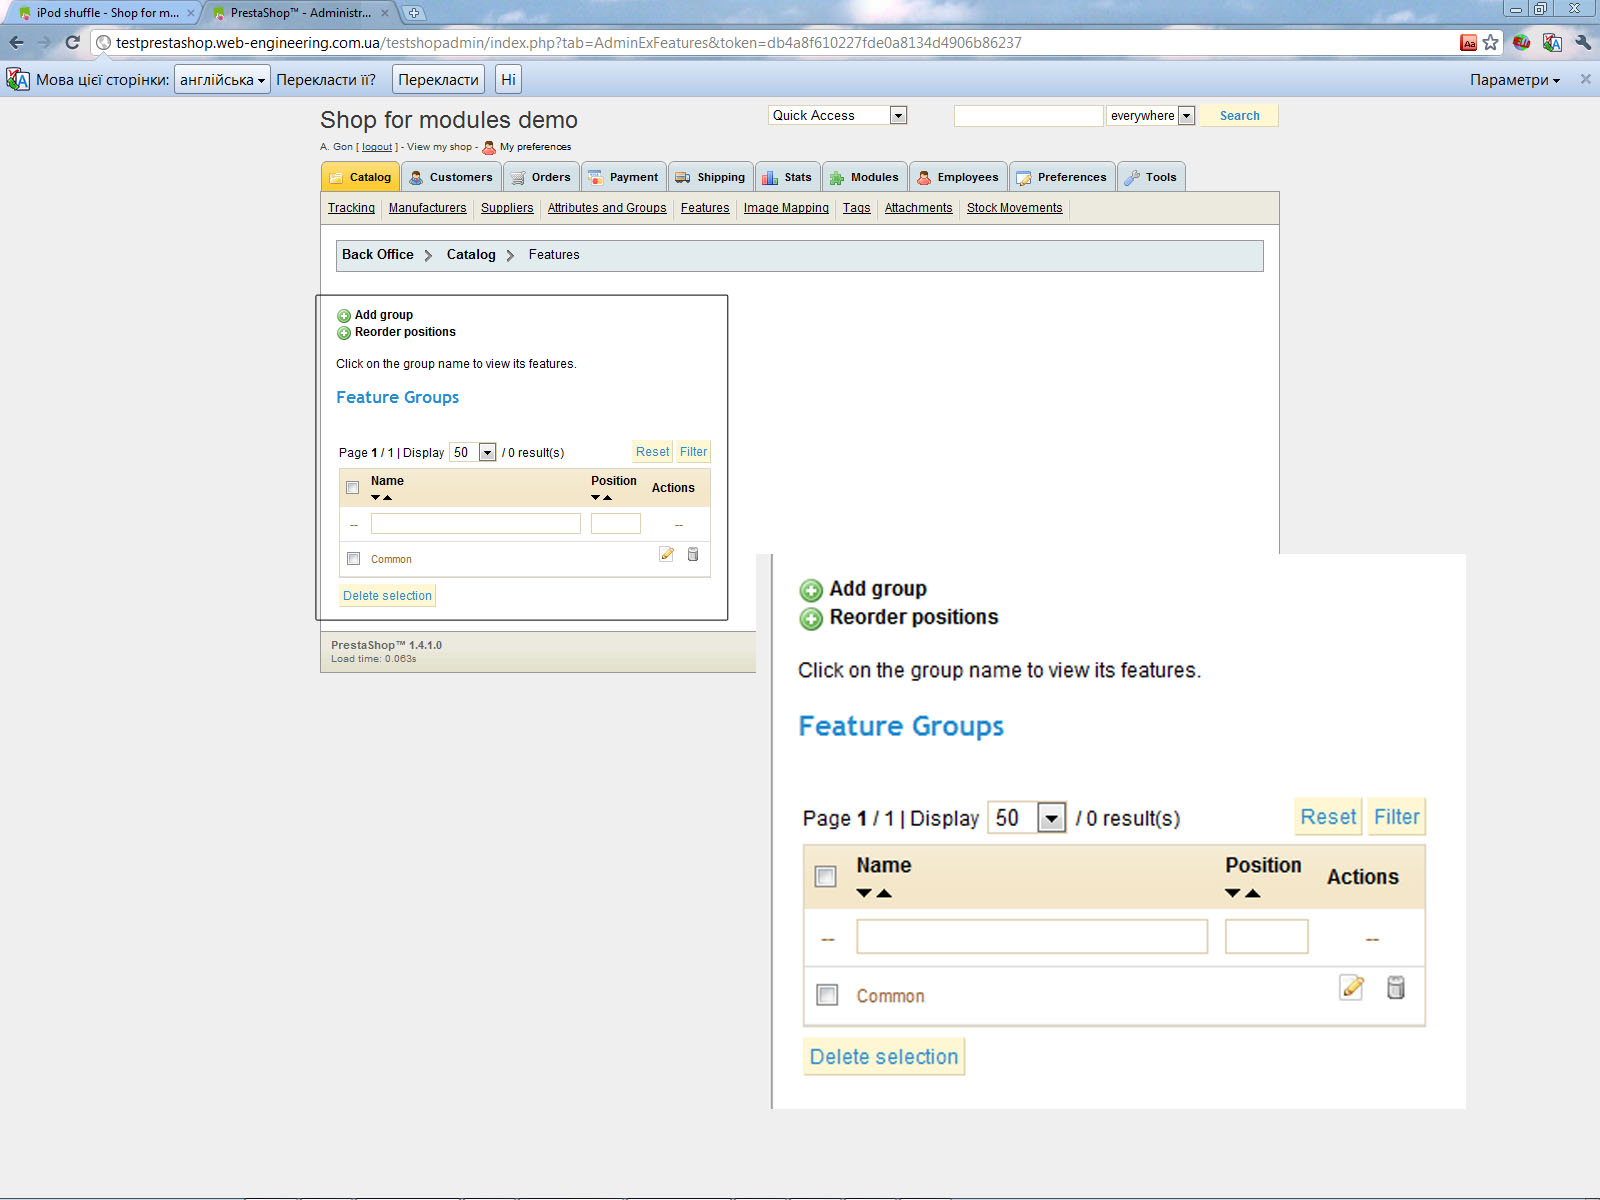 iPod shuffle - Shop for m...
PrestaShop™ - Administr...
testprestashop.web-engineering.com.ua/testshopadmin/index.php?tab=AdminExFeatures&token=db4a8f610227fde0a8134d4906b86237
Мова цієї сторінки: англійська Перекласти її? Перекласти Ні Параметри
Shop for modules demo
Quick Access everywhere Search
A. Gon [ logout ] - View my shop - My preferences
Catalog Customers Orders Payment Shipping Stats Modules Employees Preferences Tools
Tracking Manufacturers Suppliers Attributes and Groups Features Image Mapping Tags Attachments Stock Movements
Back Office Catalog Features
Add group
Reorder positions
Click on the group name to view its features.
Feature Groups
Page 1 / 1 | Display 50 / 0 result(s) Reset Filter
Name Position Actions
-- --
Common
Delete selection
PrestaShop™ 1.4.1.0
Load time: 0.063s
Add group
Reorder positions
Click on the group name to view its features.
Feature Groups
Page 1 / 1 | Display 50 / 0 result(s) Reset Filter
Name Position Actions
-- --
Common
Delete selection